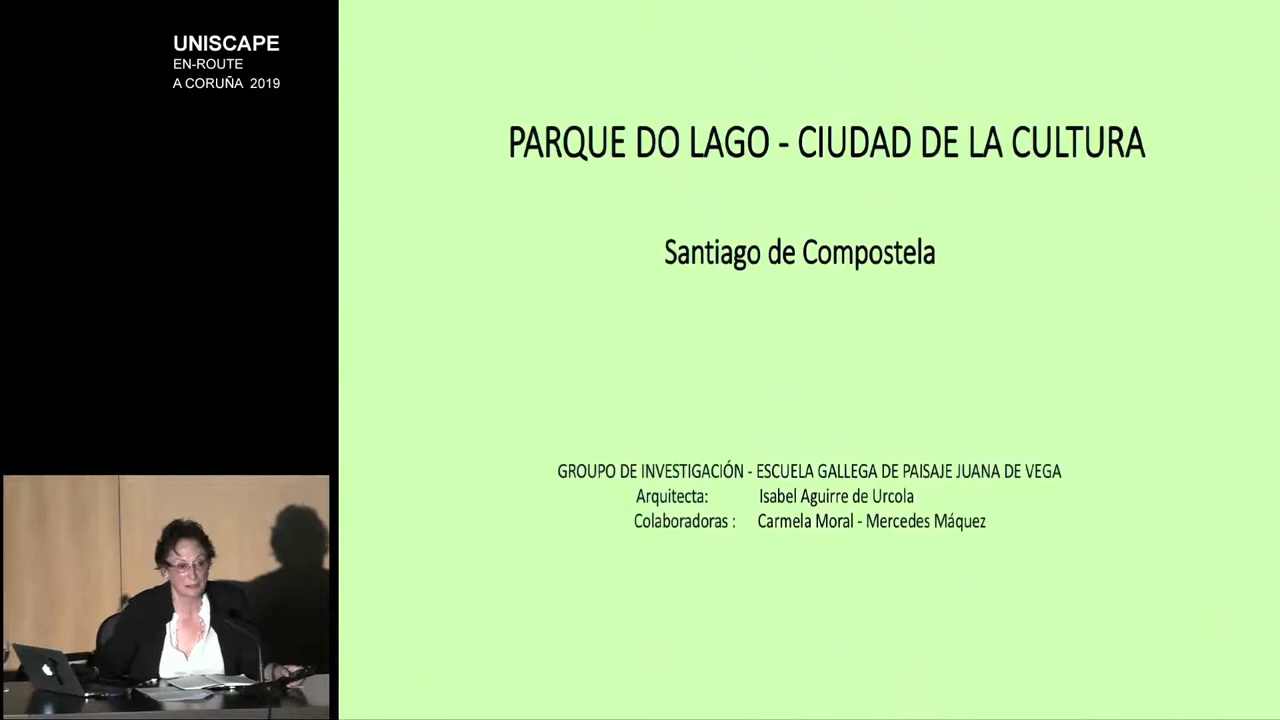 UNISCAPE
EN-ROUTE
A CORUÑA 2019
PARQUE DO LAGO - CIUDAD DE LA CULTURA
Santiago de Compostela
GROUPO DE INVESTIGACIÓN - ESCUELA GALLEGA DE PAISAJE JUANA DE VEGA
Arquitecta: Isabel Aguirre de Urcola
Colaboradoras : Carmela Moral - Mercedes Máquez